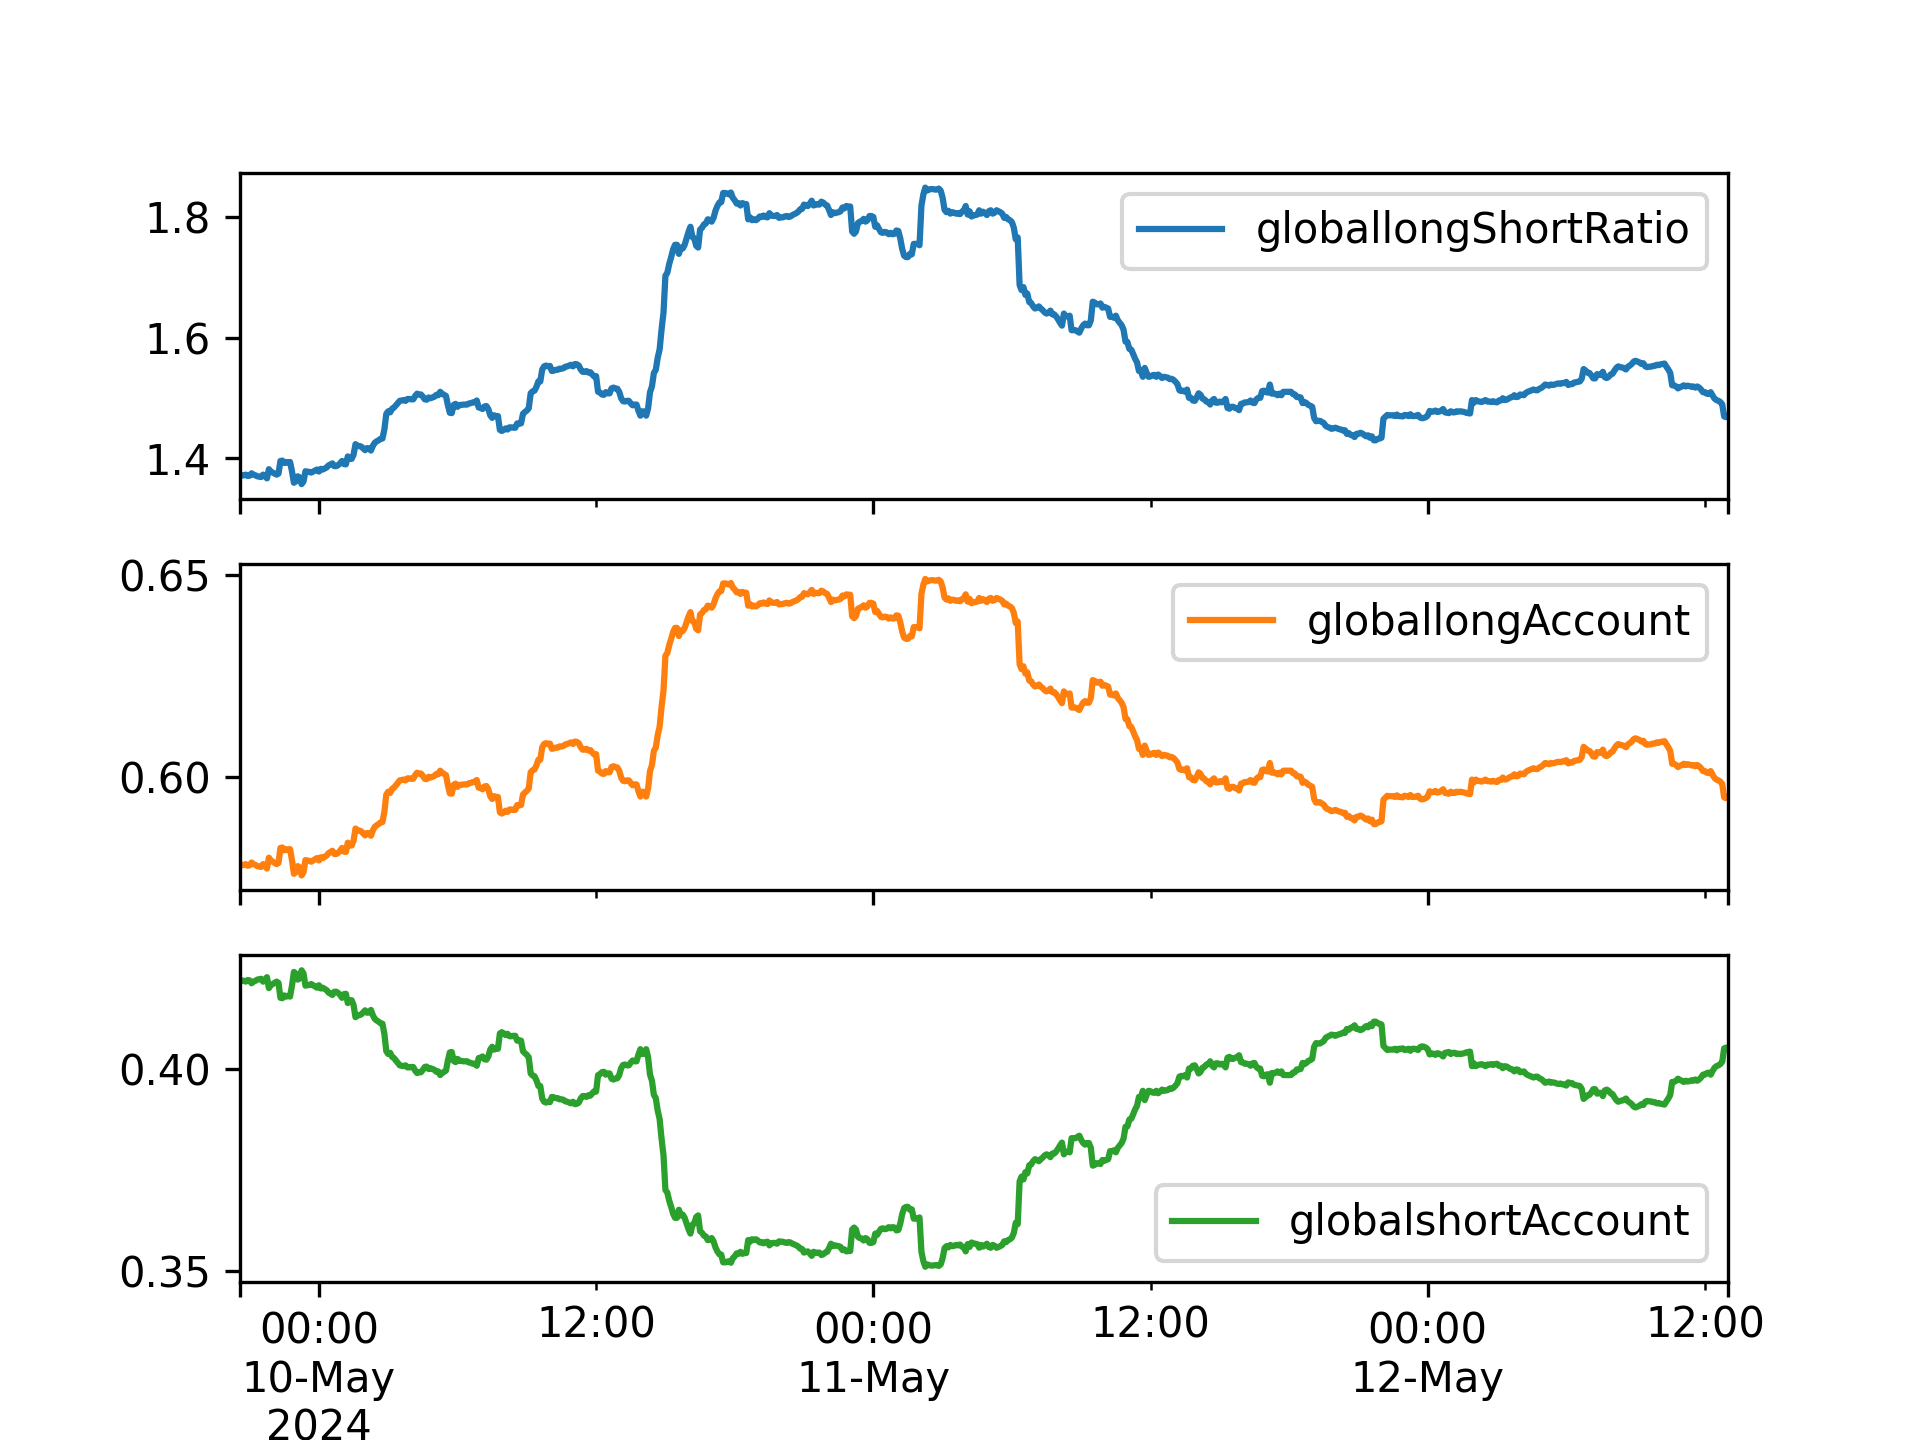 1.8
1.6
1.4
globallongShortRatio
0.65
0.60
globallongAccount
0.40
0.35
globalshortAccount
00:00 12:00 00:00 12:00 00:00 12:00
10-May 11-May 12-May
2024